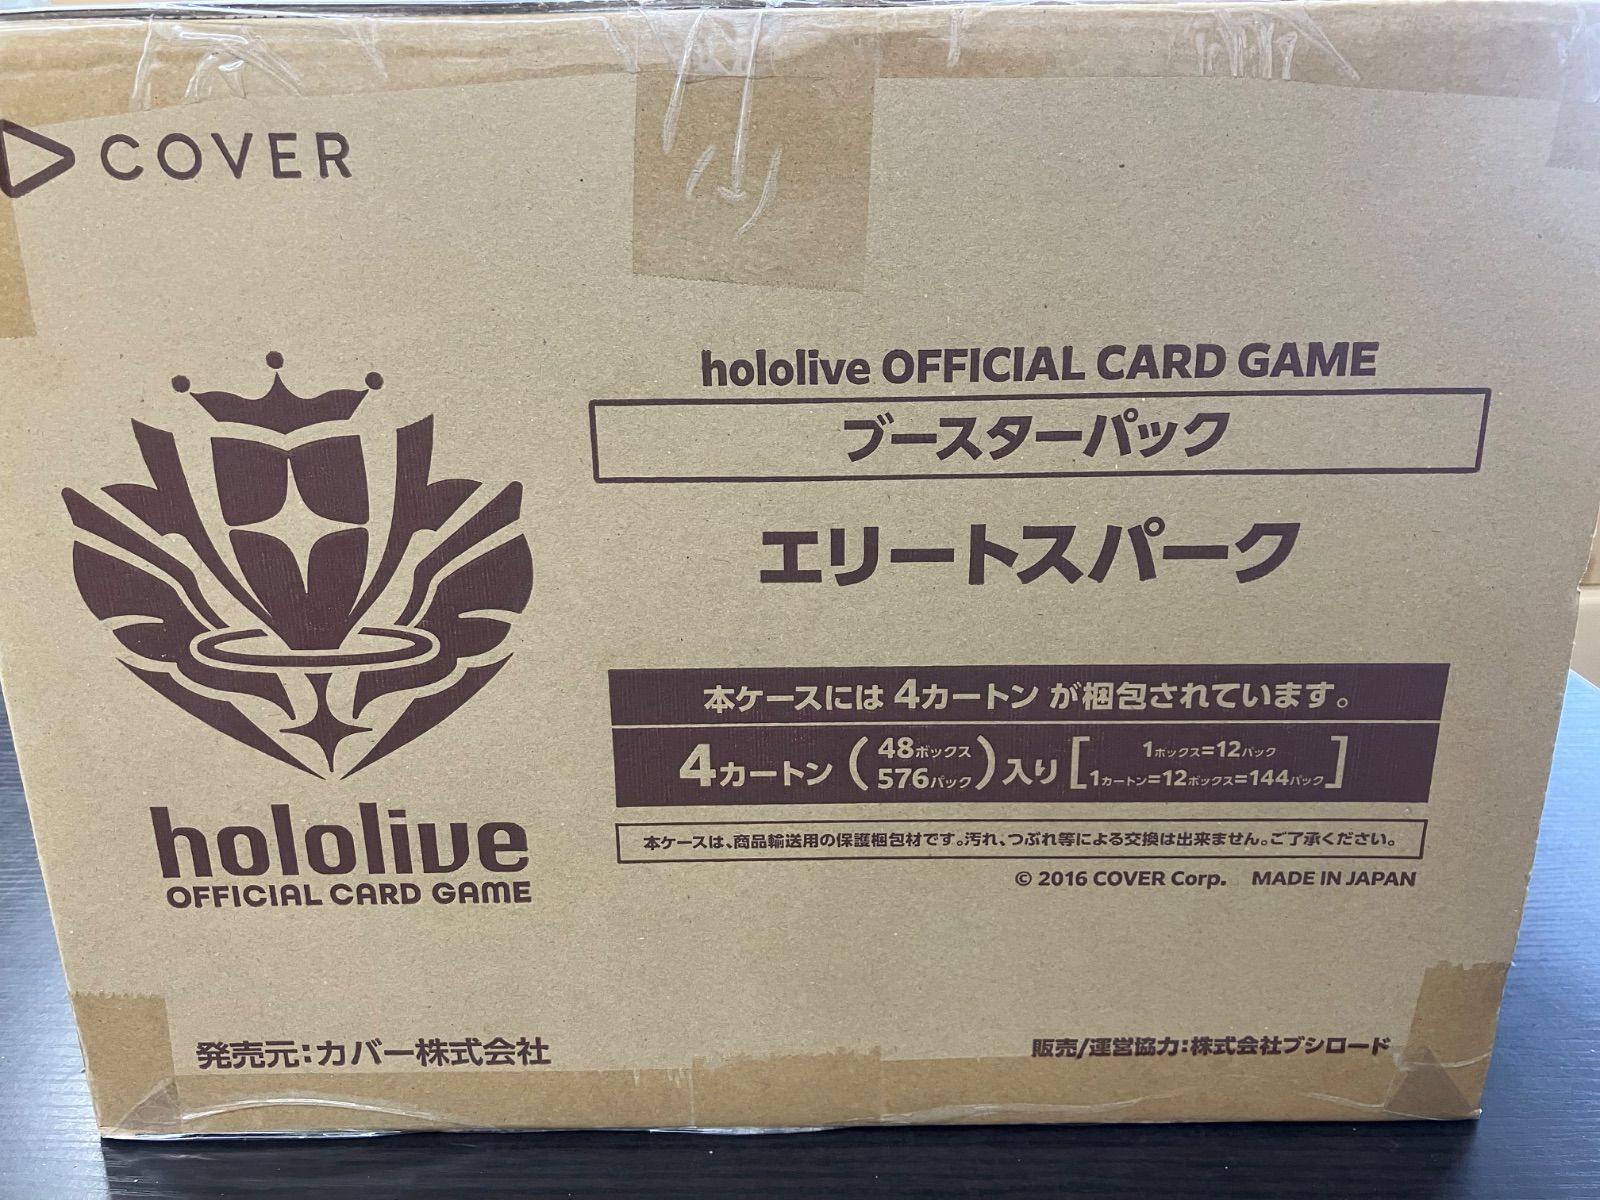 COVER
hololive OFFICIAL CARD GAME
ブースターパック
エリートスパーク
本ケースには 4カートン が梱包されています。
4カートン(48ボックス 576パック)入り[1ボックス=12パック 1カートン=12ボックス=144パック]
本ケースは、商品輸送用の保護梱包材です。汚れ、つぶれ等による交換は出来ません。ご了承ください。
© 2016 COVER Corp. MADE IN JAPAN
hololive
OFFICIAL CARD GAME
発売元:カバー株式会社
販売/運営協力:株式会社ブシロード